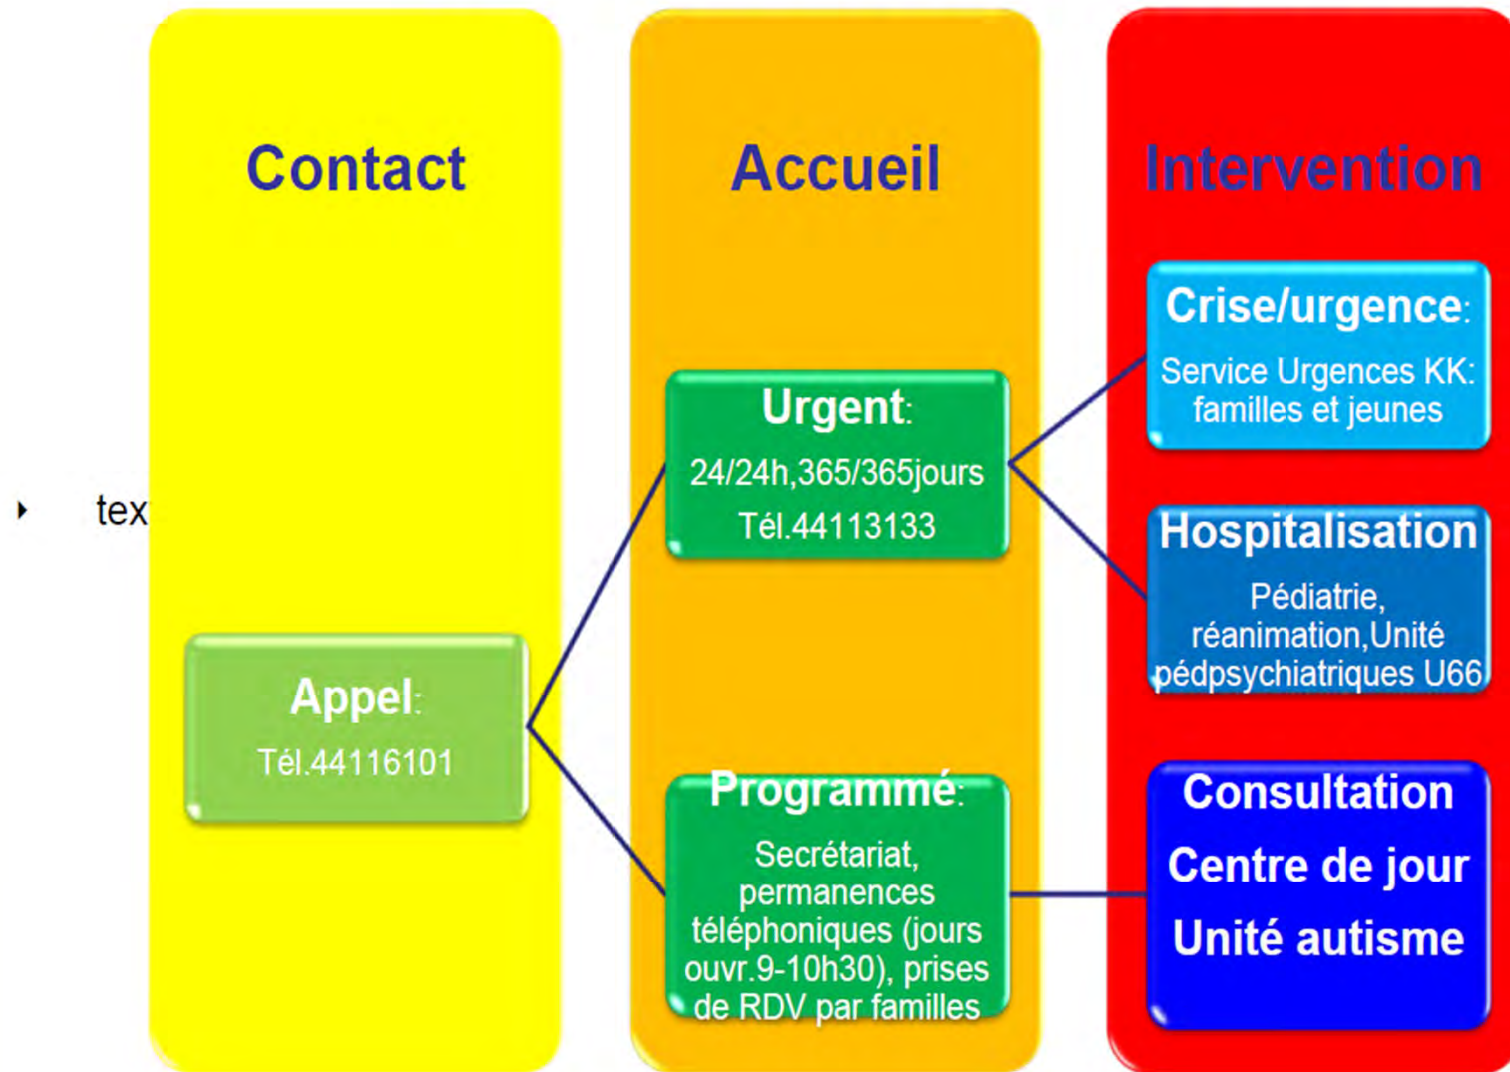 Contact
Accueil
Intervention
tex
Appel:
Tél.44116101
Urgent:
24/24h,365/365jours
Tél.44113133
Programmé:
Secrétariat,
permanences
téléphoniques (jours
ouvr.9-10h30), prises
de RDV par familles
Crise/urgence:
Service Urgences KK:
familles et jeunes
Hospitalisation
Pédiatrie,
réanimation,Unité
pédpsychiatriques U66
Consultation
Centre de jour
Unité autisme